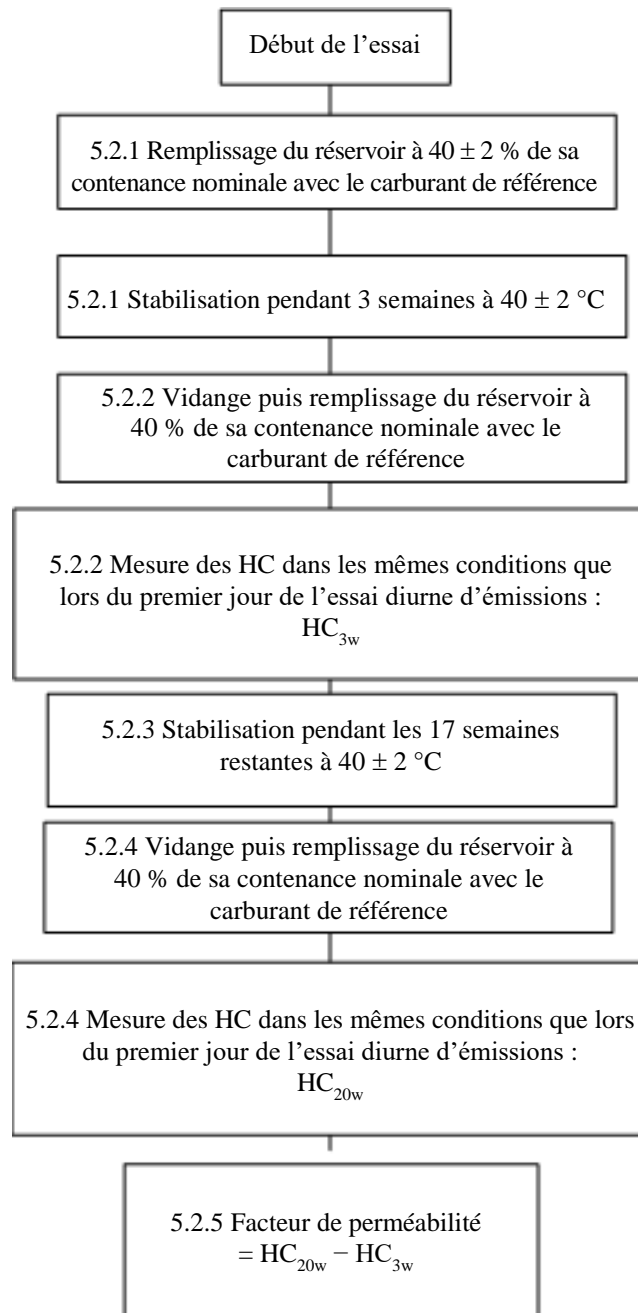 Début de l’essai
5.2.1 Remplissage du réservoir à 40 ± 2 % de sa
contenance nominale avec le carburant de référence
5.2.1 Stabilisation pendant 3 semaines à 40 ± 2 °C
5.2.2 Vidange puis remplissage du réservoir à
40 % de sa contenance nominale avec le
carburant de référence
5.2.2 Mesure des HC dans les mêmes conditions que
lors du premier jour de l’essai diurne d’émissions :
HC3w
5.2.3 Stabilisation pendant les 17 semaines
restantes à 40 ± 2 °C
5.2.4 Vidange puis remplissage du réservoir à
40 % de sa contenance nominale avec le
carburant de référence
5.2.4 Mesure des HC dans les mêmes conditions que lors
du premier jour de l’essai diurne d’émissions :
HC20w
5.2.5 Facteur de perméabilité
= HC20w − HC3w